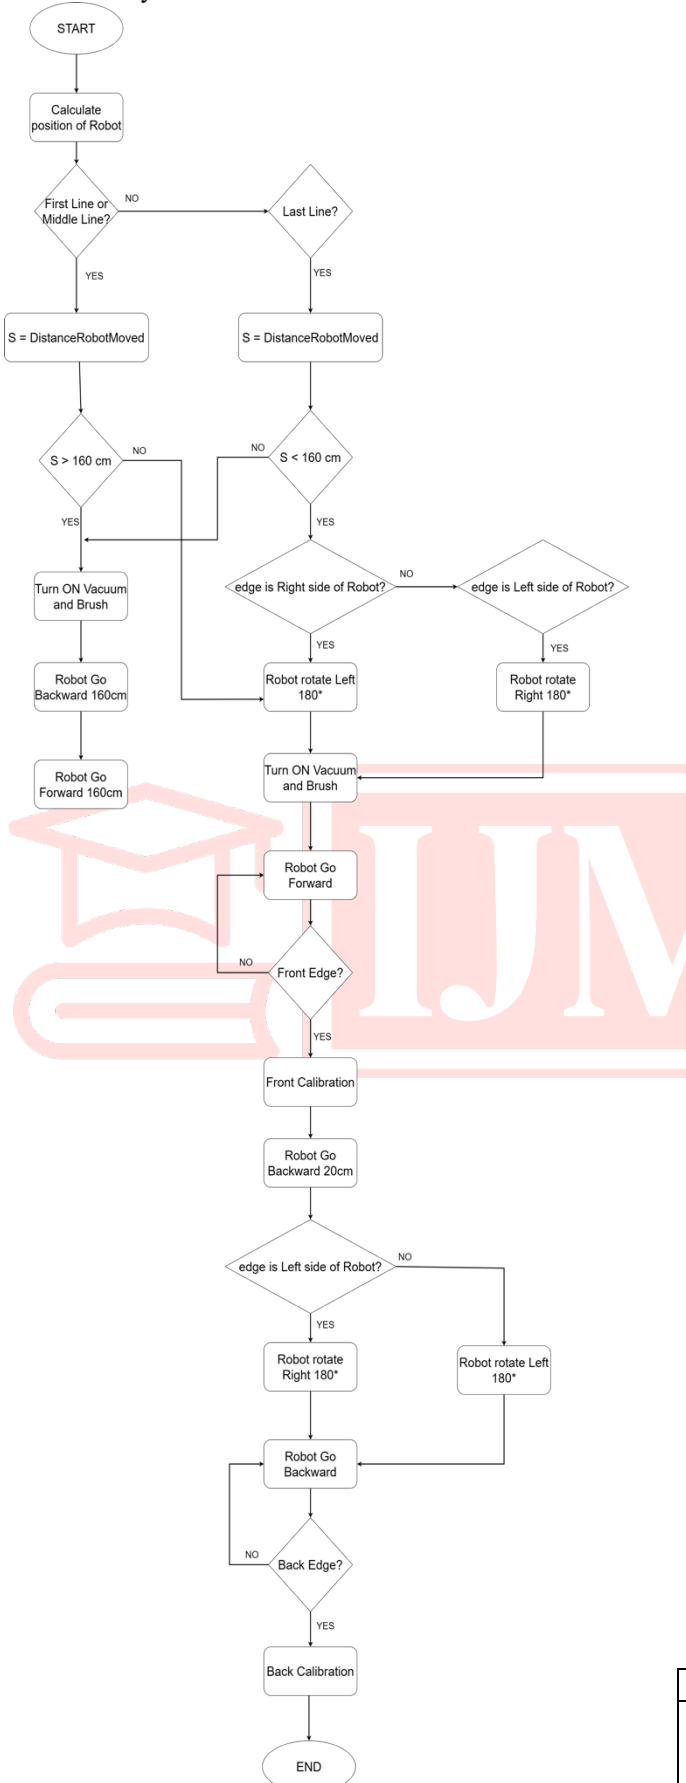 START
Calculate
position of Robot
First Line or
Middle Line?
NO
Last Line?
YES
YES
S = DistanceRobotMoved
S = DistanceRobotMoved
S > 160 cm
NO
NO
S < 160 cm
YES
YES
edge is Right side of Robot?
NO
edge is Left side of Robot?
Turn ON Vacuum
and Brush
YES
YES
Robot Go
Backward 160cm
Robot rotate Left
180*
Robot rotate
Right 180*
Robot Go
Forward 160cm
Turn ON Vacuum
and Brush
Robot Go
Forward
NO
Front Edge?
YES
IJM
Front Calibration
Robot Go
Backward 20cm
edge is Left side of Robot?
NO
YES
Robot rotate
Right 180*
Robot rotate Left
180*
Robot Go
Backward
NO
Back Edge?
YES
Back Calibration
END